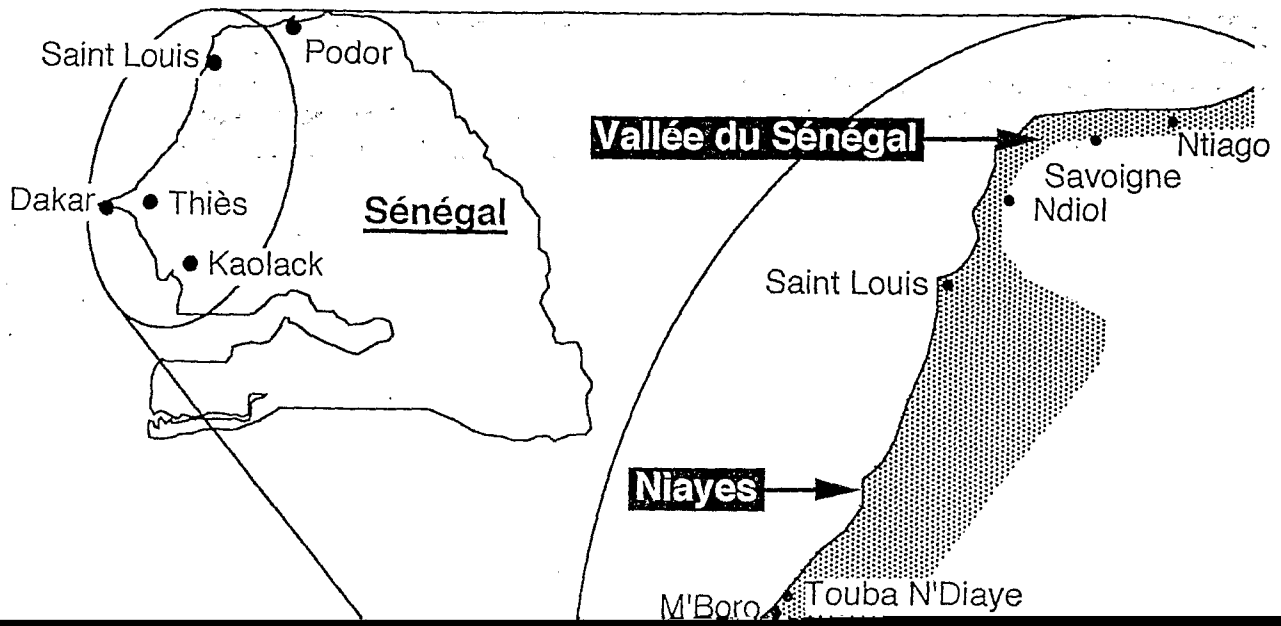 Saint Louis
Podor
Dakar
Thiès
Sénégal
Kaolack
Vallée du Sénégal
Ntiago
Savoigne
Ndiol
Saint Louis
Niayes
Touba N'Diaye
M'Boro